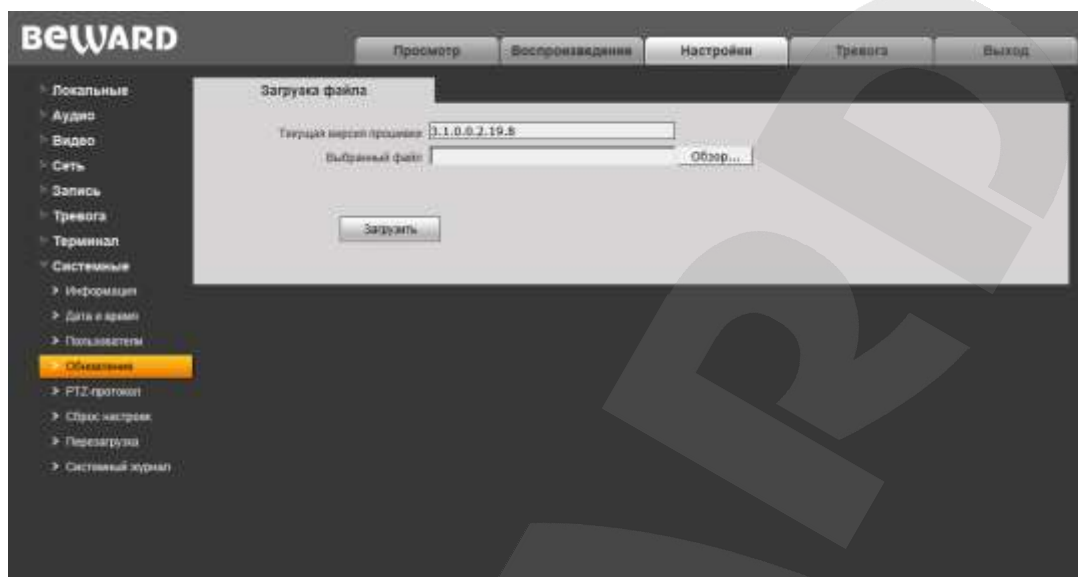 BEWARD
Просмотр
Воспроизведение
Настройки
Тревога
Выход
Локальные
Аудио
Видео
Сеть
Запись
Тревога
Терминал
Системные
Информация
Дата и время
Пользователи
Обновление
PTZ-протокол
Сброс настроек
Перезагрузка
Системный журнал
Загрузка файла
Текущая версия прошивки 3.1.0.0.2.19.8
Выбранный файл Обзор...
Загрузить